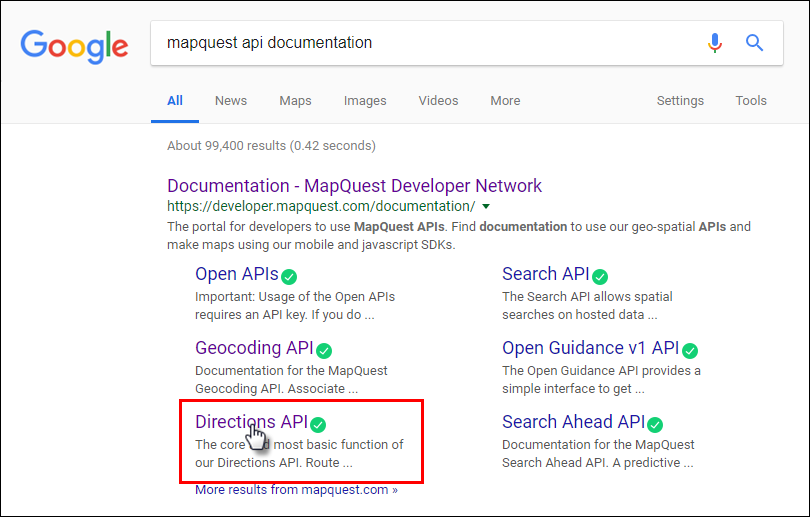 Google
mapquest api documentation
All News Maps Images Videos More Settings Tools
About 99,400 results (0.42 seconds)
Documentation - MapQuest Developer Network
https://developer.mapquest.com/documentation/
The portal for developers to use MapQuest APIs. Find documentation to use our geo-spatial APIs and
make maps using our mobile and javascript SDKs.
Open APIs
Important: Usage of the Open APIs
requires an API key. If you do ...
Search API
The Search API allows spatial
searches on hosted data ...
Geocoding API
Documentation for the MapQuest
Geocoding API. Associate ...
Open Guidance v1 API
The Open Guidance API provides a
simple interface to get ...
Directions API
The core and most basic function of
our Directions API. Route ...
Search Ahead API
Documentation for the MapQuest
Search Ahead API. A predictive ...
More results from mapquest.com »